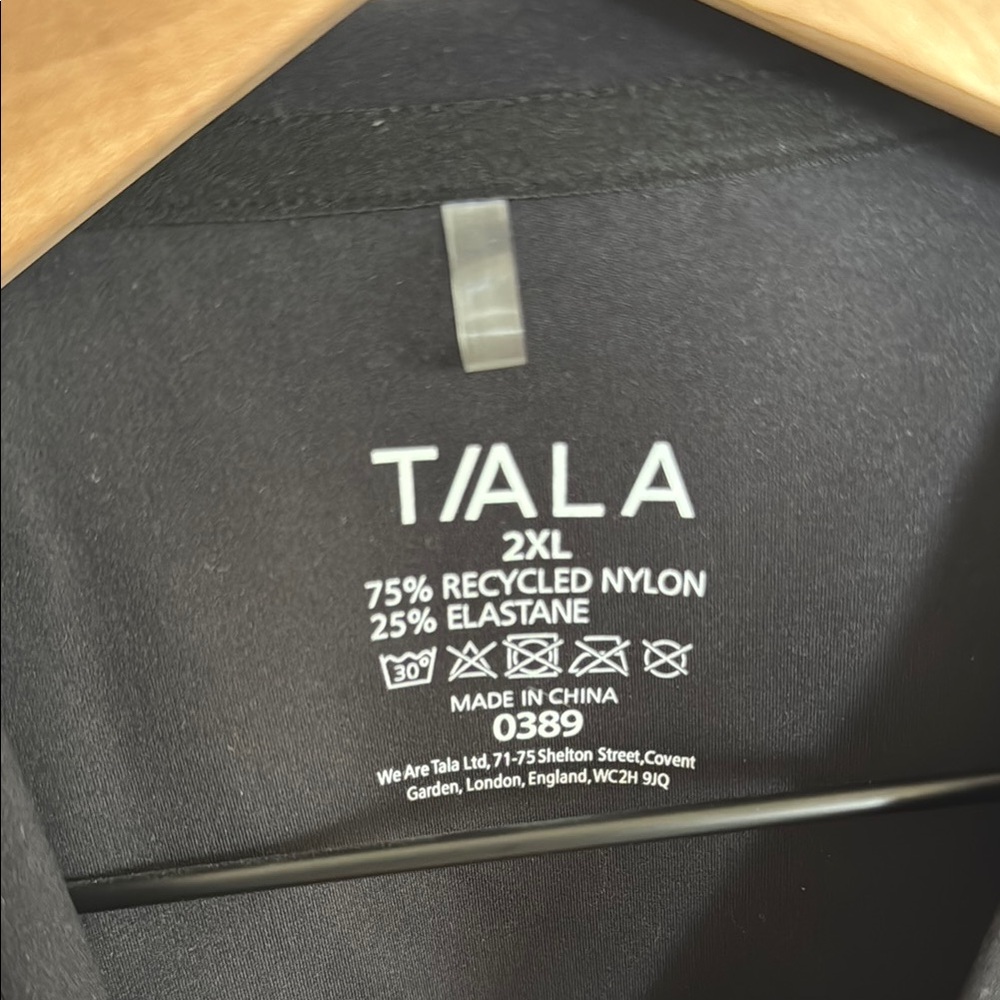 T/ALA
2XL
75% RECYCLED NYLON
25% ELASTANE
30°
MADE IN CHINA
0389
We Are Tala Ltd, 71-75 Shelton Street,Covent
Garden, London, England, WC2H 9JQ